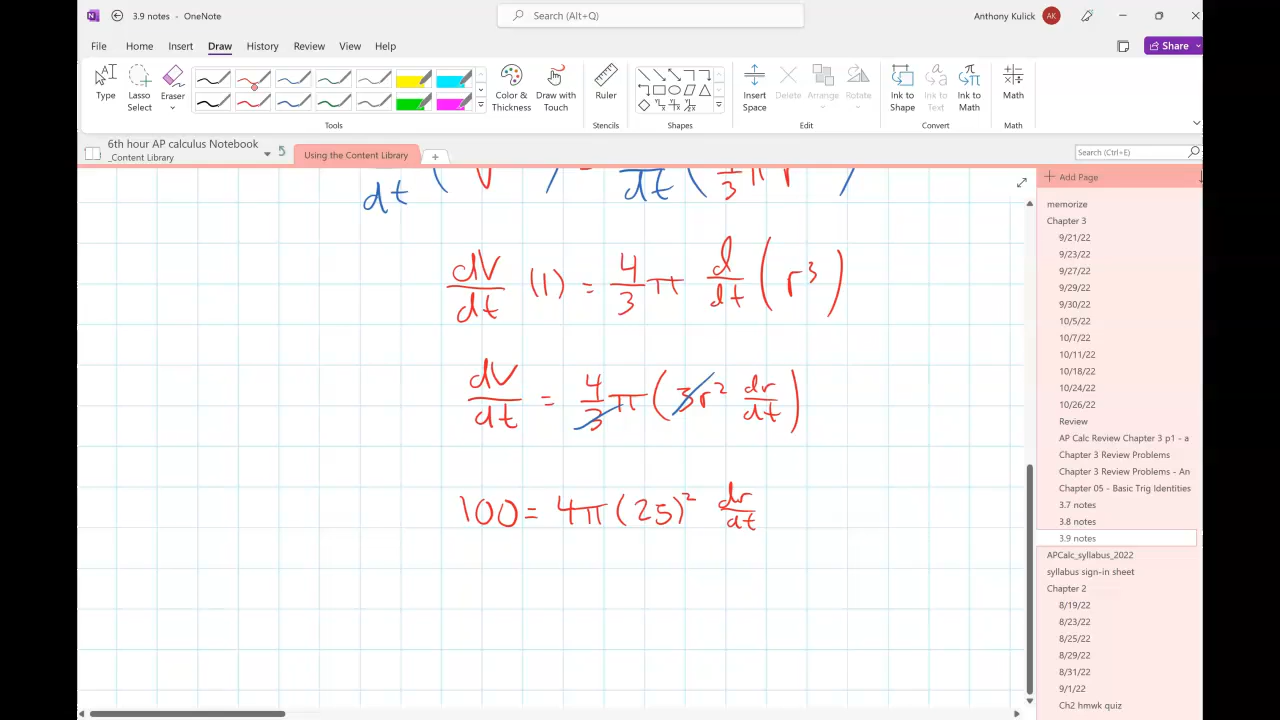 3.9 notes - OneNote
Search (Alt+Q)
Anthony Kulick
AK
File Home Insert Draw History Review View Help
Share
Type
Lasso Select
Eraser
Color & Thickness
Draw with Touch
Ruler
Insert Space
Delete
Arrange
Rotate
Ink to Shape
Ink to Text
Ink to Math
Math
Tools
Stencils
Shapes
Edit
Convert
Math
6th hour AP calculus Notebook
_Content Library
Using the Content Library
Search (Ctrl+E)
dt ( V ) = dt ( 4/3 π r )
dV/dt (1) = 4/3 π d/dt ( r³ )
dV/dt = 4/3 π ( 3r² dr/dt )
100 = 4π (25)² dr/dt
Add Page
memorize
Chapter 3
9/21/22
9/23/22
9/27/22
9/29/22
9/30/22
10/5/22
10/7/22
10/11/22
10/18/22
10/24/22
10/26/22
Review
AP Calc Review Chapter 3 p1 - a
Chapter 3 Review Problems
Chapter 3 Review Problems - An
Chapter 05 - Basic Trig Identities
3.7 notes
3.8 notes
3.9 notes
APCalc_syllabus_2022
syllabus sign-in sheet
Chapter 2
8/19/22
8/23/22
8/25/22
8/29/22
8/31/22
9/1/22
Ch2 hmwk quiz